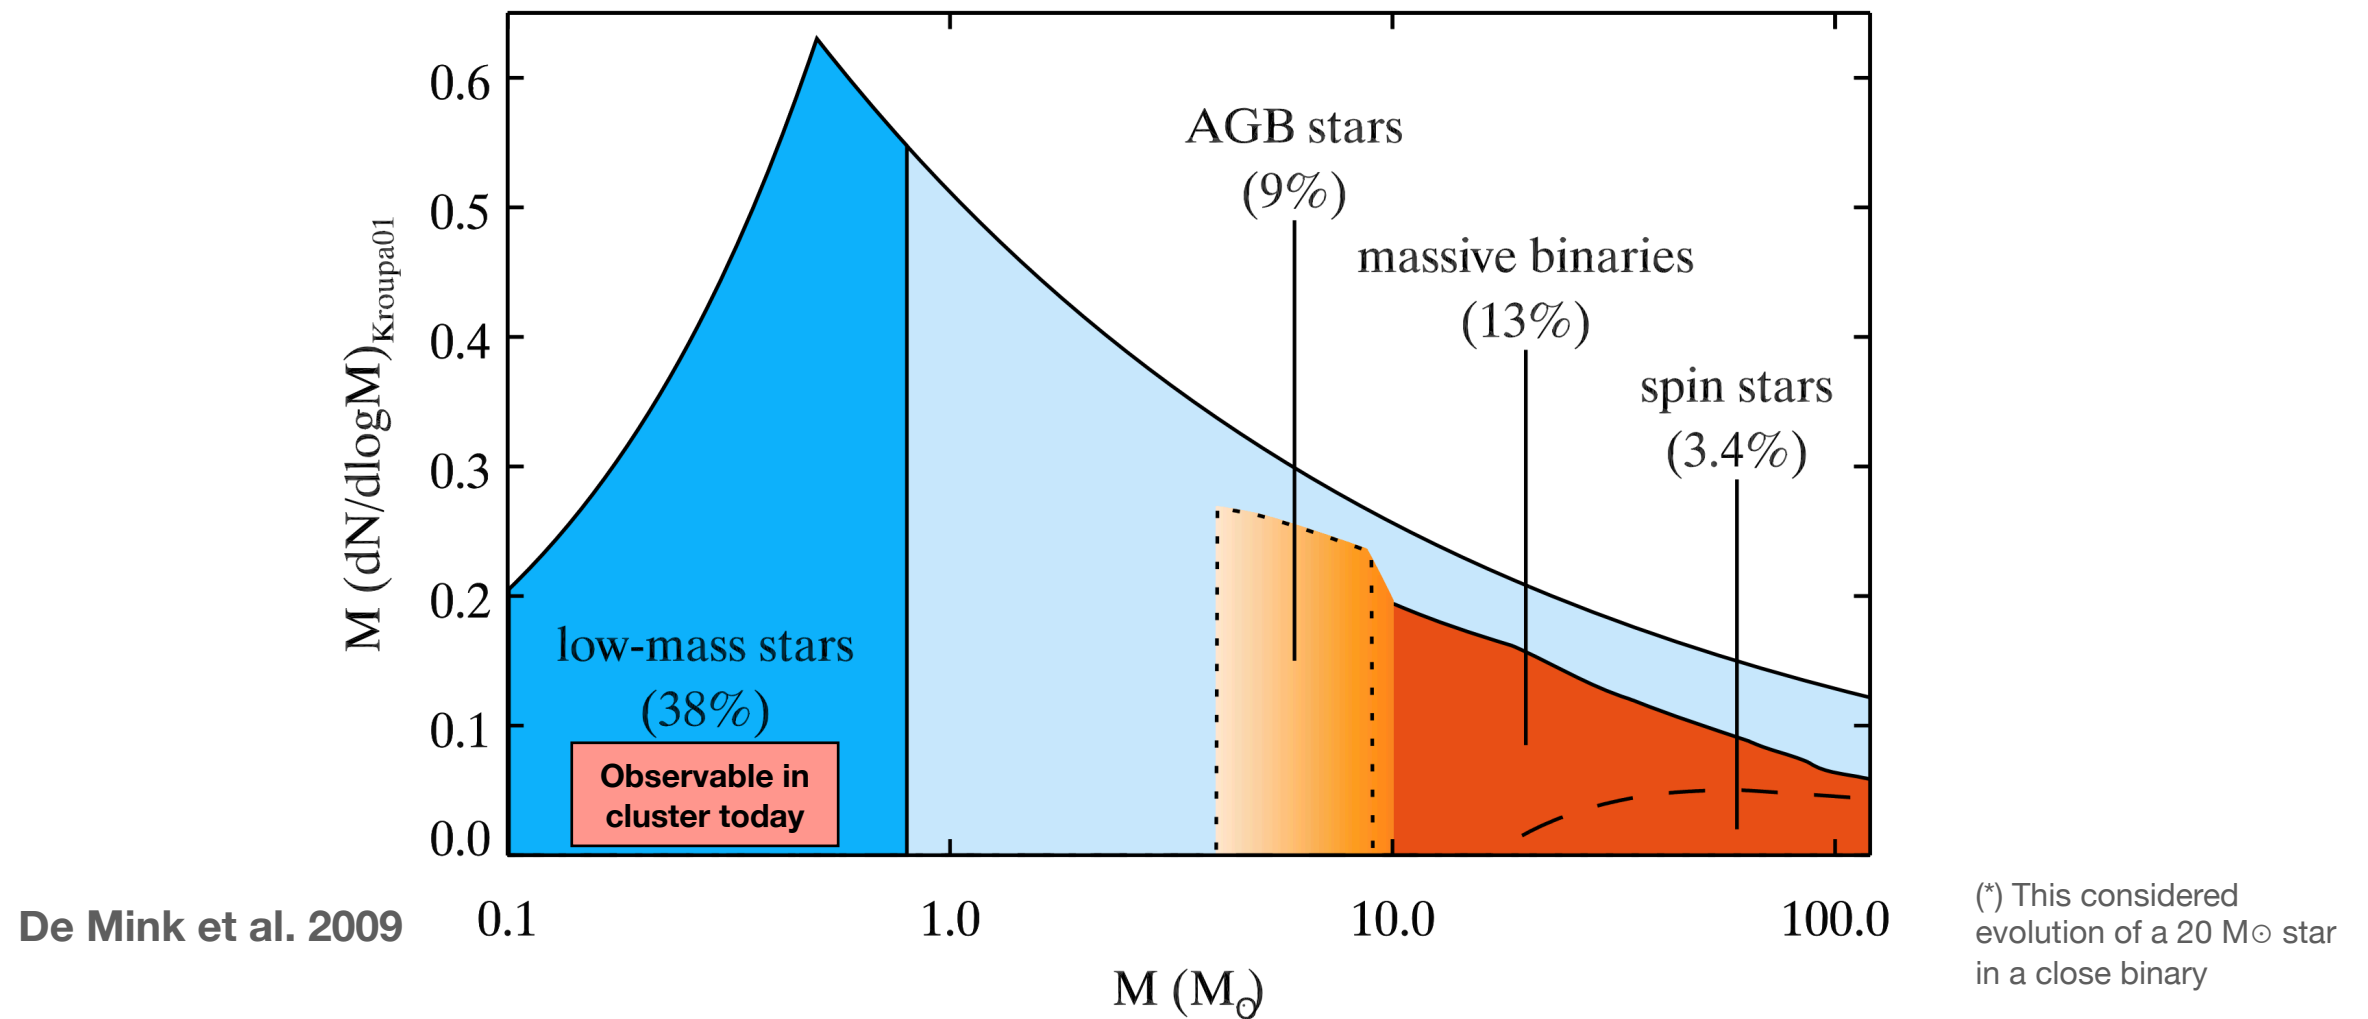 0.6
0.5
0.4
0.3
0.2
0.1
0.0
M (dN/dlogM)Kroupa01
AGB stars
(9%)
massive binaries
(13%)
spin stars
(3.4%)
low-mass stars
(38%)
Observable in
cluster today
0.1 1.0 10.0 100.0
M (M⊙)
De Mink et al. 2009
(*) This considered
evolution of a 20 M⊙ star
in a close binary